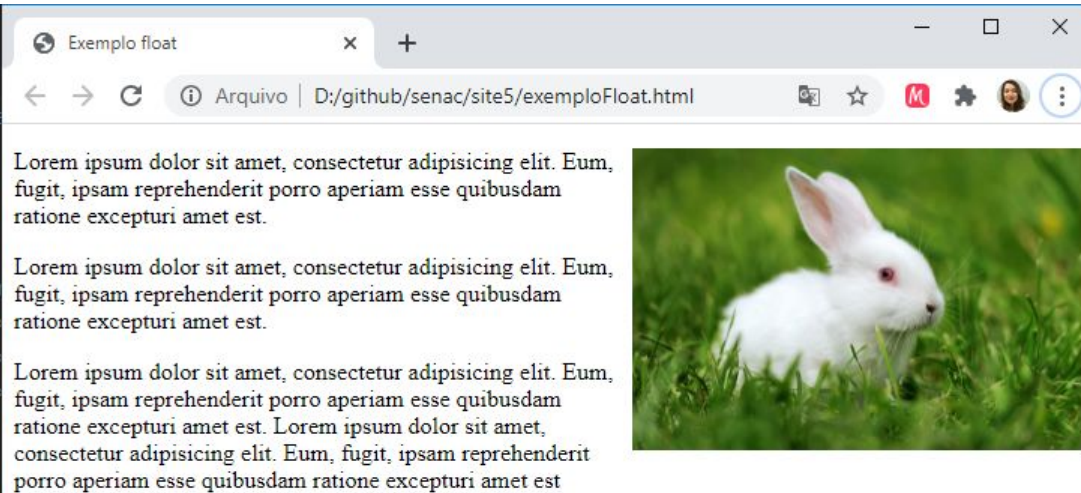 Exemplo float
Arquivo D:/github/senac/site5/exemploFloat.html
Lorem ipsum dolor sit amet, consectetur adipisicing elit. Eum,
fugit, ipsam reprehenderit porro aperiam esse quibusdam
ratione excepturi amet est.
Lorem ipsum dolor sit amet, consectetur adipisicing elit. Eum,
fugit, ipsam reprehenderit porro aperiam esse quibusdam
ratione excepturi amet est.
Lorem ipsum dolor sit amet, consectetur adipisicing elit. Eum,
fugit, ipsam reprehenderit porro aperiam esse quibusdam
ratione excepturi amet est. Lorem ipsum dolor sit amet,
consectetur adipisicing elit. Eum, fugit, ipsam reprehenderit
porro aperiam esse quibusdam ratione excepturi amet est